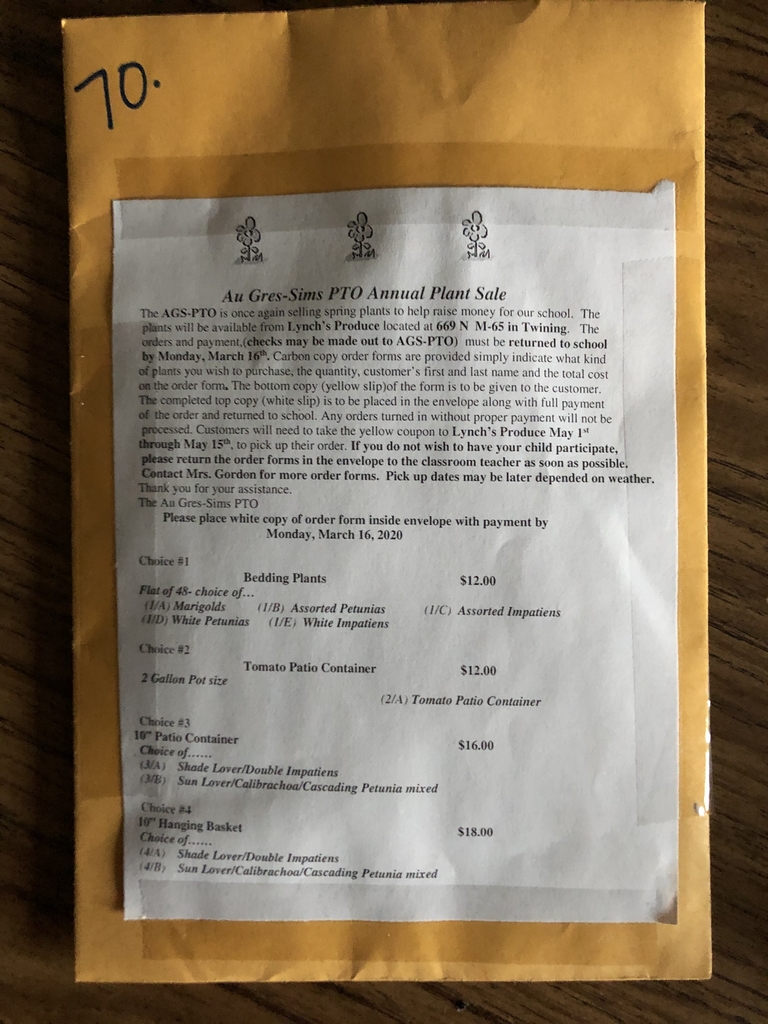 70.
Au Gres-Sims PTO Annual Plant Sale
The AGS-PTO is once again selling spring plants to help raise money for our school. The
plants will be available from Lynch's Produce located at 669 N M-65 in Twining. The
orders and payment,(checks may be made out to AGS-PTO) must be returned to school
by Monday, March 16th. Carbon copy order forms are provided simply indicate what kind
of plants you wish to purchase, the quantity, customer's first and last name and the total cost
on the order form. The bottom copy (yellow slip)of the form is to be given to the customer.
The completed top copy (white slip) is to be placed in the envelope along with full payment
of the order and returned to school. Any orders turned in without proper payment will not be
processed. Customers will need to take the yellow coupon to Lynch's Produce May 1st
through May 15th, to pick up their order. If you do not wish to have your child participate,
please return the order forms in the envelope to the classroom teacher as soon as possible.
Contact Mrs. Gordon for more order forms. Pick up dates may be later depended on weather.
Thank you for your assistance.
The Au Gres-Sims PTO
Please place white copy of order form inside envelope with payment by
Monday, March 16, 2020
Choice #1
Bedding Plants $12.00
Flat of 48- choice of...
(1/A) Marigolds (1/B) Assorted Petunias (1/C) Assorted Impatiens
(1/D) White Petunias (1/E) White Impatiens
Choice #2
Tomato Patio Container $12.00
2 Gallon Pot size
(2/A) Tomato Patio Container
Choice #3
10" Patio Container $16.00
Choice of......
(3/A) Shade Lover/Double Impatiens
(3/B) Sun Lover/Calibrachoa/Cascading Petunia mixed
Choice #4
10" Hanging Basket $18.00
Choice of......
(4/A) Shade Lover/Double Impatiens
(4/B) Sun Lover/Calibrachoa/Cascading Petunia mixed